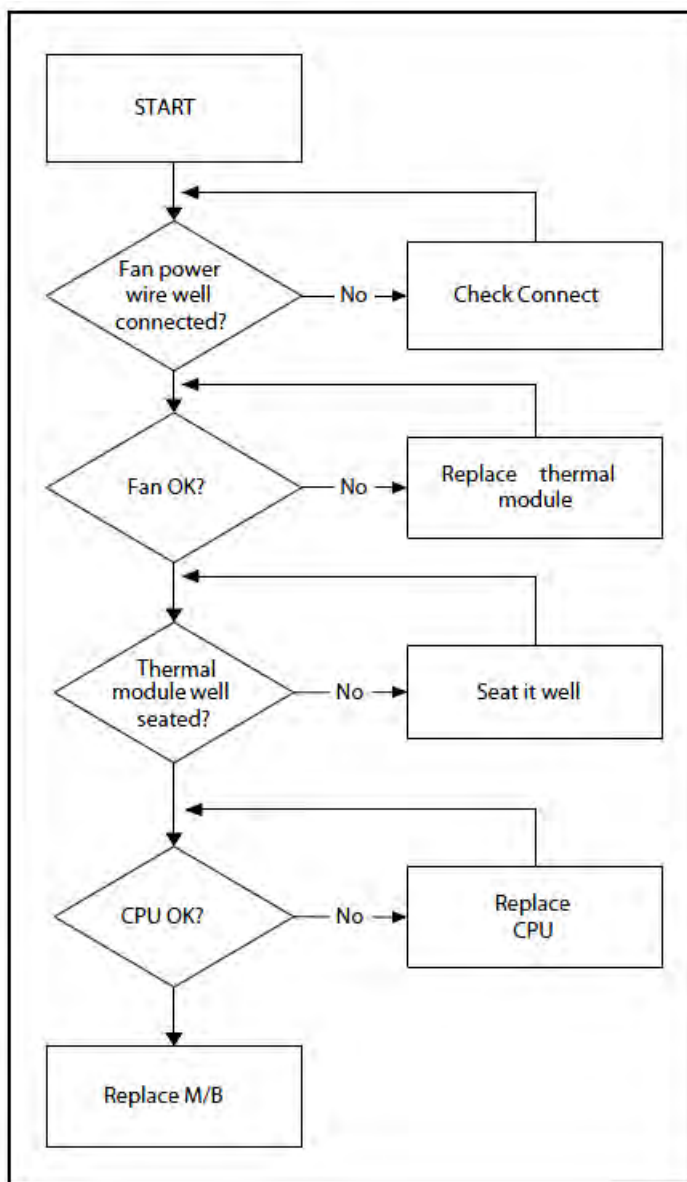 START
Fan power
wire well
connected?
No
Check Connect
Fan OK?
No
Replace thermal
module
Thermal
module well
seated?
No
Seat it well
CPU OK?
No
Replace
CPU
Replace M/B